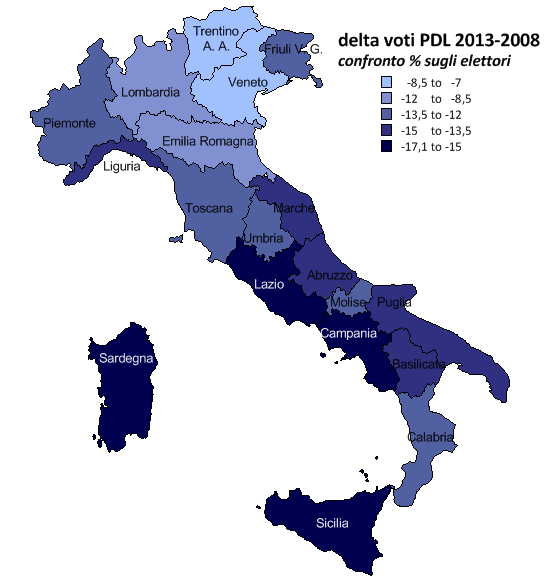 delta voti PDL 2013-2008
confronto % sugli elettori
-8,5 to -7
-12 to -8,5
-13,5 to -12
-15 to -13,5
-17,1 to -15
Trentino
A. A.
Friuli V. G.
Veneto
Lombardia
Piemonte
Emilia Romagna
Liguria
Toscana
Marche
Umbria
Lazio
Abruzzo
Molise
Puglia
Campania
Basilicata
Sardegna
Calabria
Sicilia